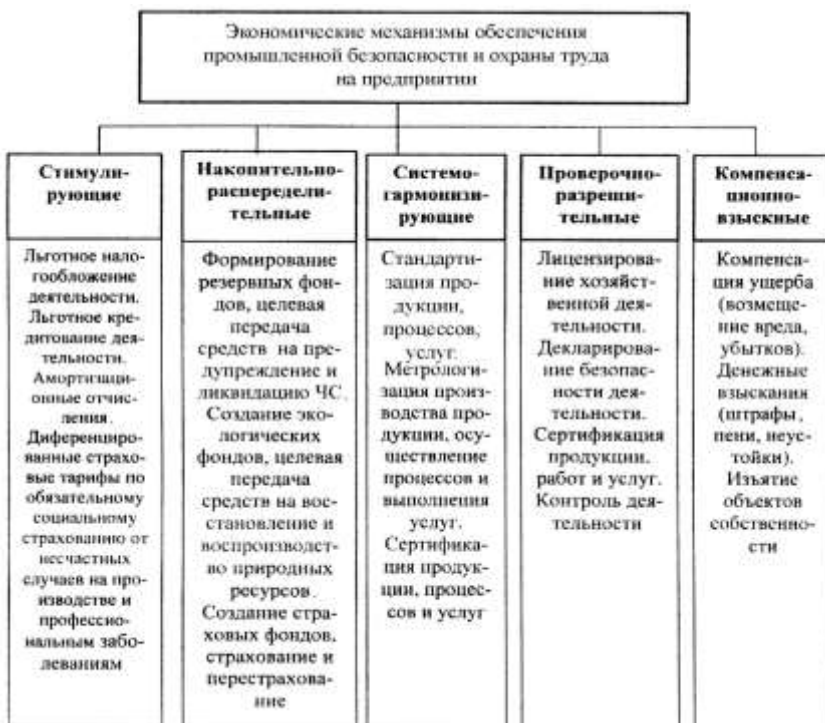 Экономические механизмы обеспечения
промышленной безопасности и охраны труда
на предприятии
Стимули-
рующие
Льготное нало-
гообложение
деятельности.
Льготное кре-
дитование дея-
тельности.
Амортизаци-
онные отчис-
ления.
Диференциро-
ванные страхо-
вые тарифы по
обязательному
социальному
страхованию от
несчастных
случаев на про-
изводстве и
профессио-
нальным забо-
леваниям
Накопительно-
распредели-
тельные
Формирование
резервных фон-
дов, целевая
передача
средств на пре-
дупреждение и
ликвидацию ЧС.
Создание эко-
логических
фондов, целевая
передача
средств на вос-
становление и
воспроизводст-
во природных
ресурсов.
Создание стра-
ховых фондов,
страхование и
перестрахова-
ние
Системо-
гармонизи-
рующие
Стандарти-
зация про-
дукции,
процессов,
услуг.
Метрологи-
зация произ-
водства про-
дукции, осу-
ществление
процессов и
выполнения
услуг.
Сертифика-
ция продук-
ции, процес-
сов и услуг
Проверочно-
разреши-
тельные
Лицензирова-
ние хозяйст-
венной дея-
тельности.
Декларирова-
ние безопас-
ности дея-
тельности.
Сертификация
продукции,
работ и услуг.
Контроль дея-
тельности
Компенса-
ционно-
взыскные
Компенса-
ция ущерба
(возмеще-
ние вреда,
убытков).
Денежные
взыскания
(штрафы,
пени, неус-
тойки).
Изъятие
объектов
собственно-
сти